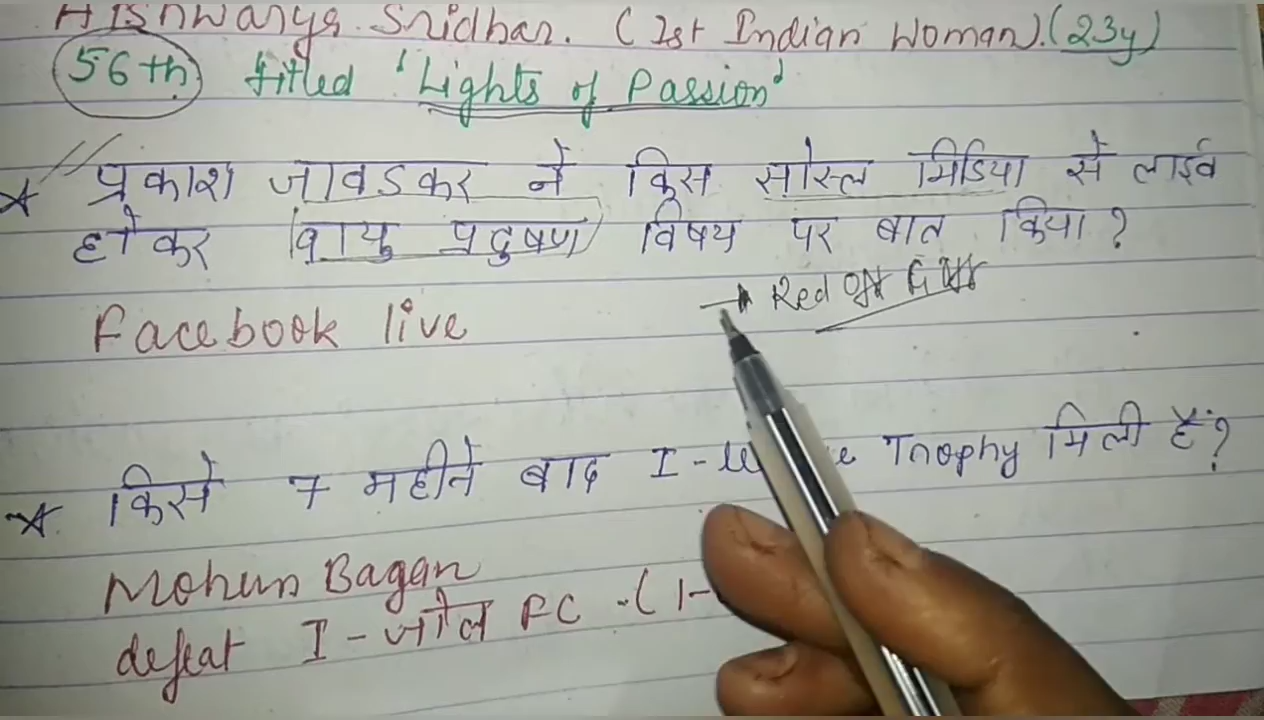 Aishwarya Sridhar. (1st Indian Woman).(23y)
56th titled 'Lights of Passion'
प्रकाश जावडकर ने किस सोस्ल मिडिया से लाईव
होकर (वायु प्रदुषण) विषय पर बात किया?
→ Red
Facebook live
किसे 7 महीने बाद I- Trophy मिली हैं?
Mohun Bagan
defeat I-जोल FC -(1-